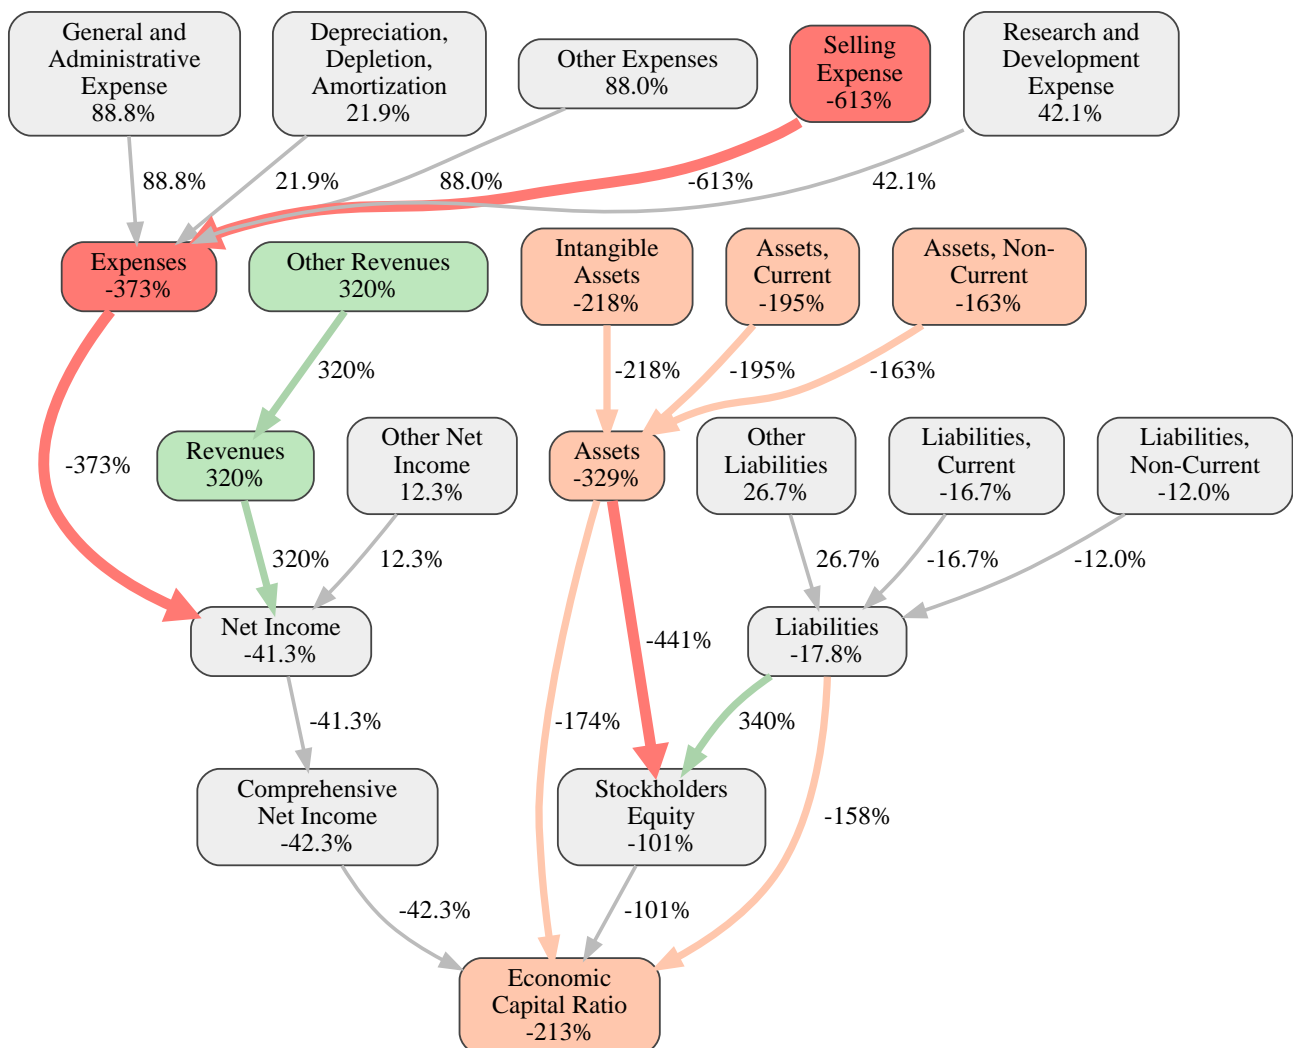 General and
Administrative
Expense
88.8%
Depreciation,
Depletion,
Amortization
21.9%
Other Expenses
88.0%
Selling
Expense
-613%
Research and
Development
Expense
42.1%
88.8%
21.9%
88.0%
-613%
42.1%
Expenses
-373%
Other Revenues
320%
Intangible
Assets
-218%
Assets,
Current
-195%
Assets, Non-
Current
-163%
320%
-218%
-195%
-163%
-373%
Revenues
320%
Other Net
Income
12.3%
Assets
-329%
Other
Liabilities
26.7%
Liabilities,
Current
-16.7%
Liabilities,
Non-Current
-12.0%
320%
12.3%
26.7%
-16.7%
-12.0%
Net Income
-41.3%
-441%
Liabilities
-17.8%
-41.3%
-174%
340%
Comprehensive
Net Income
-42.3%
Stockholders
Equity
-101%
-158%
-42.3%
-101%
Economic
Capital Ratio
-213%